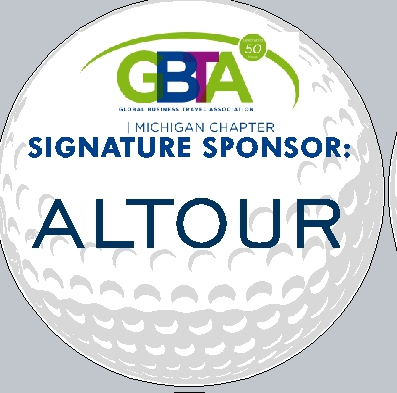 GBTA
50
GLOBAL BUSINESS TRAVEL ASSOCIATION
| MICHIGAN CHAPTER
SIGNATURE SPONSOR:
ALTOUR